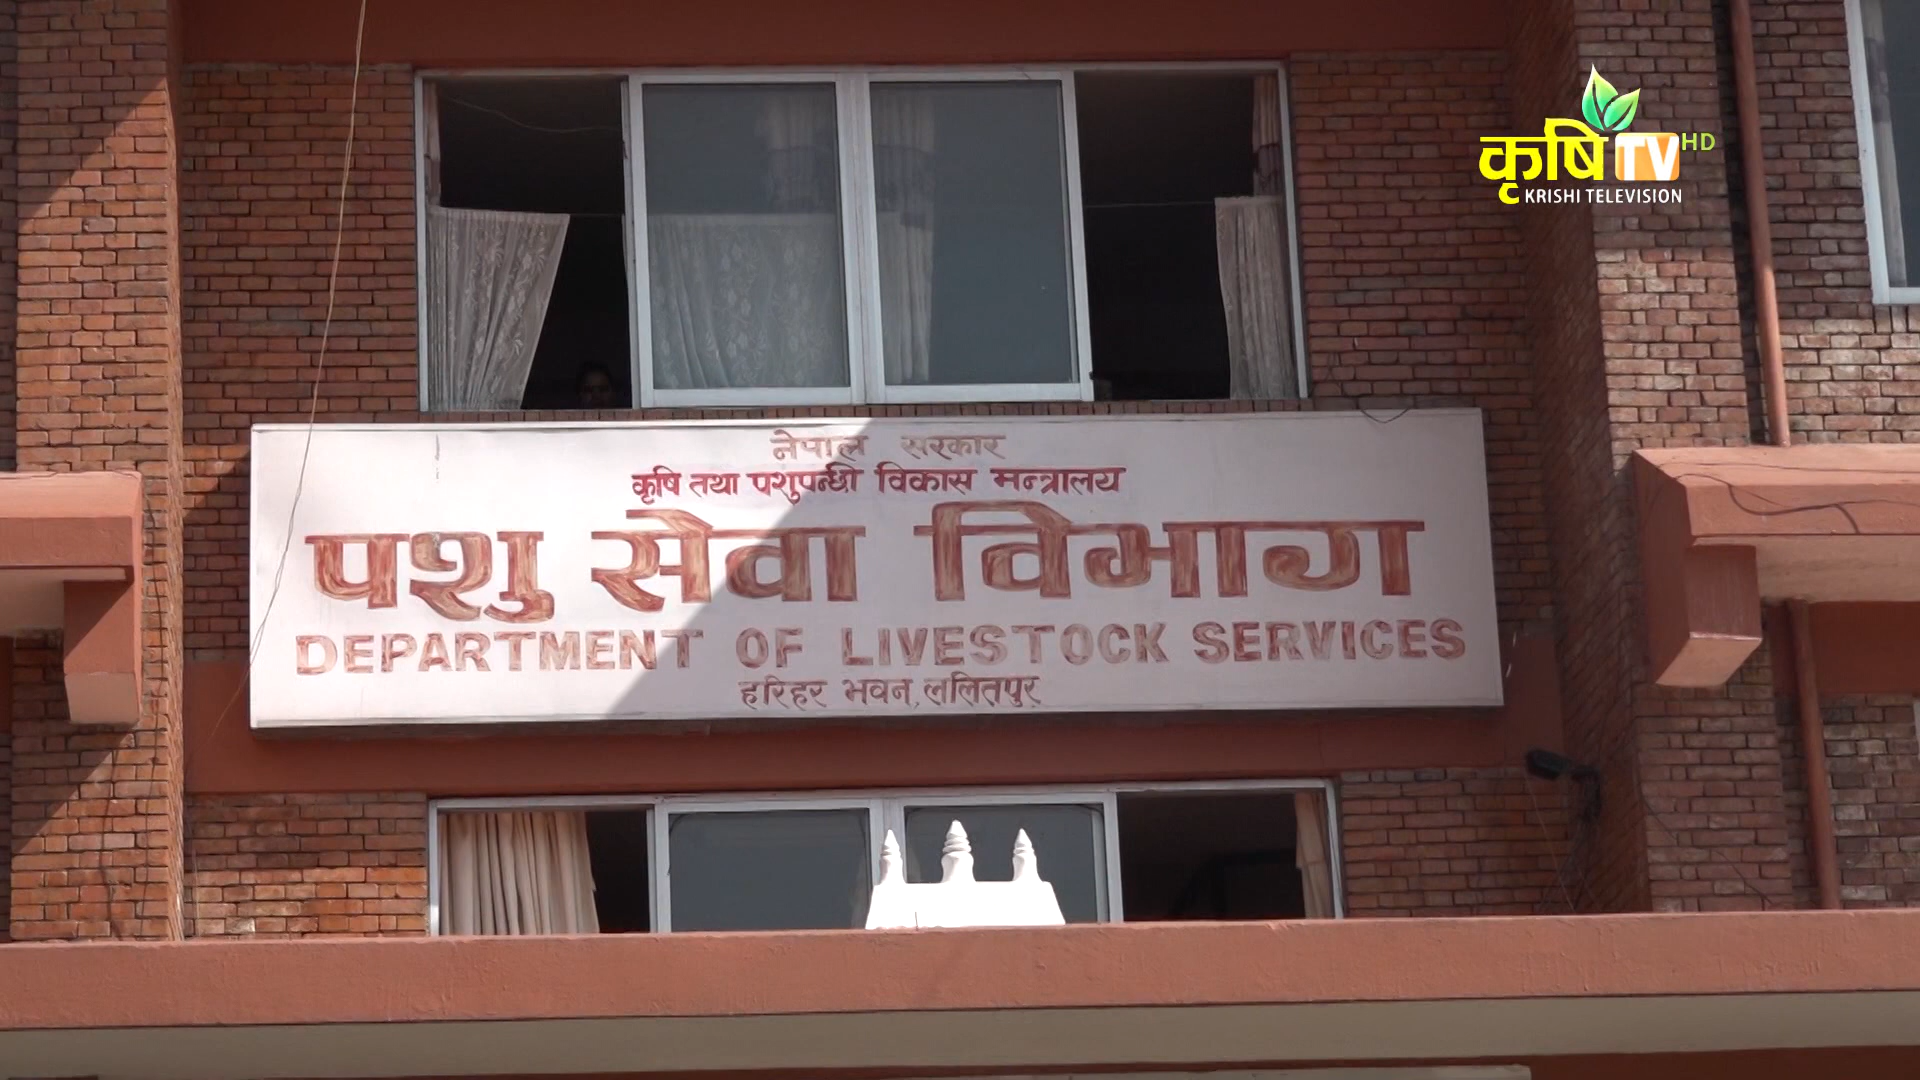 कृषि TV HD
KRISHI TELEVISION
नेपाल सरकार
कृषि तथा पशुपन्छी विकास मन्त्रालय
पशु सेवा विभाग
DEPARTMENT OF LIVESTOCK SERVICES
हरिहर भवन, ललितपुर